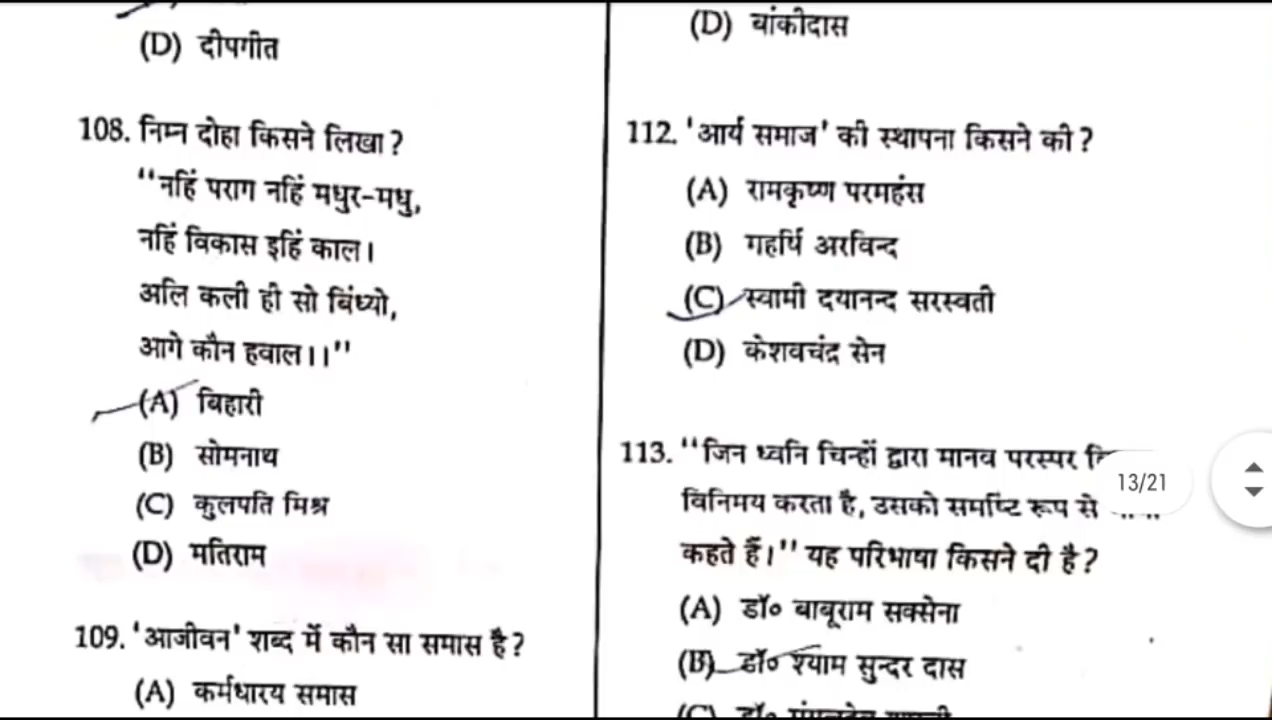 (D) दीपगीत
108. निम्न दोहा किसने लिखा?
"नहिं पराग नहिं मधुर-मधु,
नहिं विकास इहिं काल।
अलि कली ही सो बिंध्यो,
आगे कौन हवाल।।"
(A) बिहारी
(B) सोमनाथ
(C) कुलपति मिश्र
(D) मतिराम
109. 'आजीवन' शब्द में कौन सा समास है?
(A) कर्मधारय समास
(D) बांकीदास
112. 'आर्य समाज' की स्थापना किसने की?
(A) रामकृष्ण परमहंस
(B) महर्षि अरविन्द
(C) स्वामी दयानन्द सरस्वती
(D) केशवचंद्र सेन
113. "जिन ध्वनि चिन्हों द्वारा मानव परस्पर
विनिमय करता है, उसको समष्टि रूप से
कहते हैं।" यह परिभाषा किसने दी है?
(A) डॉ० बाबूराम सक्सेना
(B) डॉ० श्याम सुन्दर दास
(C) डॉ०
13/21